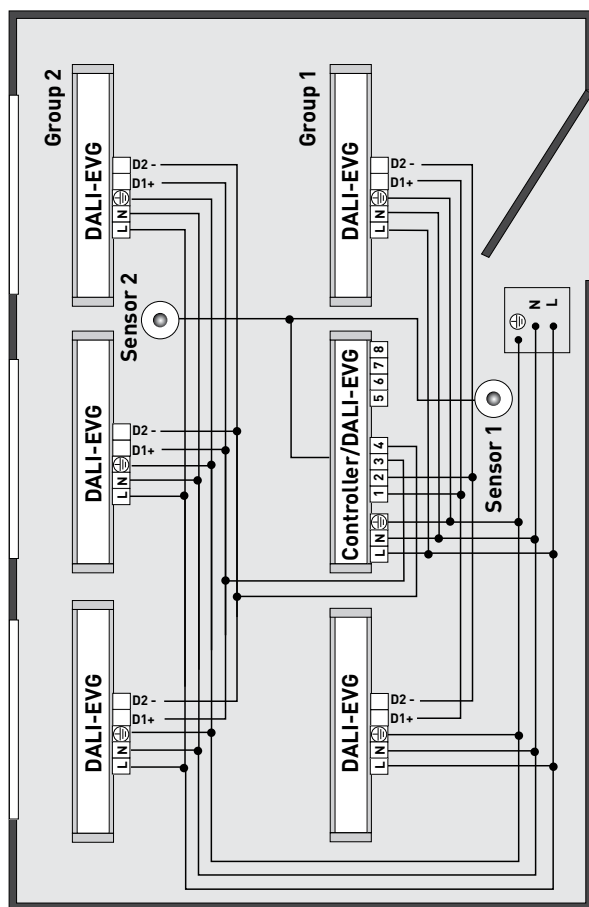 Group 2
DALI-EVG
D2 -
D1+
N
L
Group 1
DALI-EVG
D2 -
D1+
N
L
Sensor 2
N
L
DALI-EVG
D2 -
D1+
N
L
Controller/DALI-EVG
8
7
6
5
4
3
2
1
N
L
Sensor 1
DALI-EVG
D2 -
D1+
N
L
DALI-EVG
D2 -
D1+
N
L